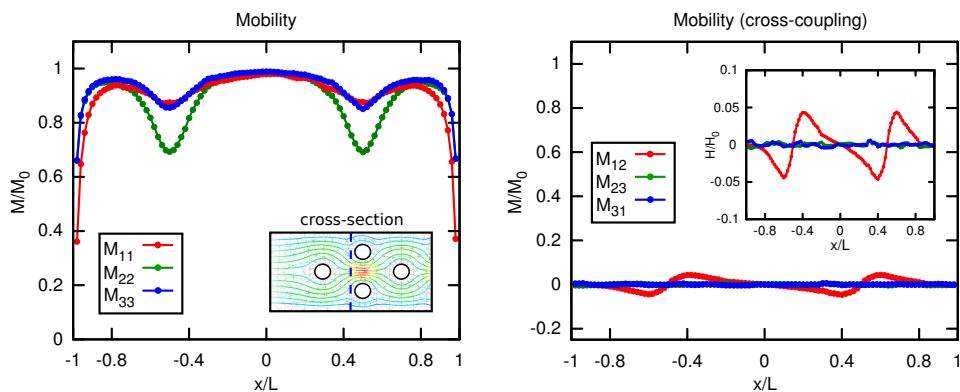 Mobility
M/M0
1
0.8
0.6
0.4
0.2
0
-1 -0.8 -0.4 0 0.4 0.8 1
x/L
M11
M22
M33
cross-section
Mobility (cross-coupling)
M/M0
1
0.8
0.6
0.4
0.2
0
-0.2
-1 -0.8 -0.4 0 0.4 0.8 1
x/L
M12
M23
M31
H/H0
0.1
0.05
0
-0.05
-0.1
-0.8 -0.4 0 0.4 0.8
x/L